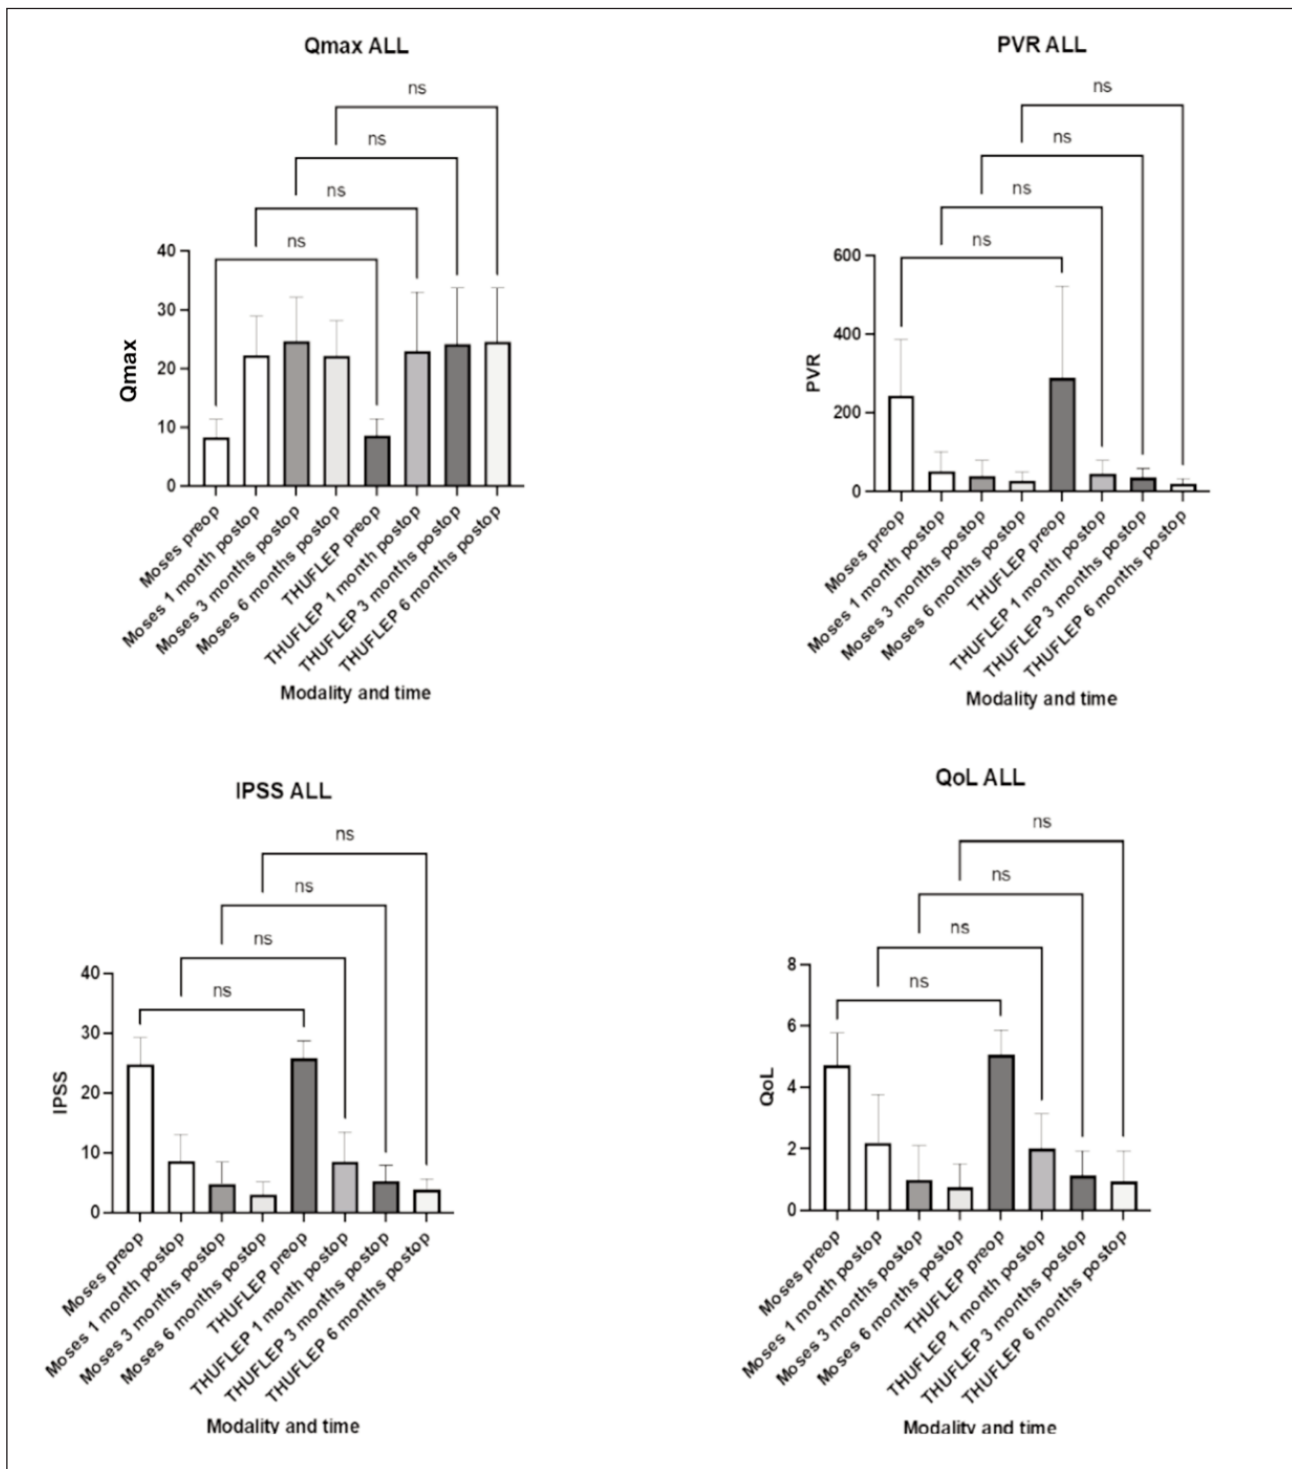 Qmax ALL
ns
ns
ns
ns
40
30
20
10
0
Qmax
Moses preop
Moses 1 month postop
Moses 3 months postop
Moses 6 months postop
THUFLEP preop
THUFLEP 1 month postop
THUFLEP 3 months postop
THUFLEP 6 months postop
Modality and time
PVR ALL
ns
ns
ns
ns
600
400
200
0
PVR
Moses preop
Moses 1 month postop
Moses 3 months postop
Moses 6 months postop
THUFLEP preop
THUFLEP 1 month postop
THUFLEP 3 months postop
THUFLEP 6 months postop
Modality and time
IPSS ALL
ns
ns
ns
ns
40
30
20
10
0
IPSS
Moses preop
Moses 1 month postop
Moses 3 months postop
Moses 6 months postop
THUFLEP preop
THUFLEP 1 month postop
THUFLEP 3 months postop
THUFLEP 6 months postop
Modality and time
QoL ALL
ns
ns
ns
ns
8
6
4
2
0
QoL
Moses preop
Moses 1 month postop
Moses 3 months postop
Moses 6 months postop
THUFLEP preop
THUFLEP 1 month postop
THUFLEP 3 months postop
THUFLEP 6 months postop
Modality and time